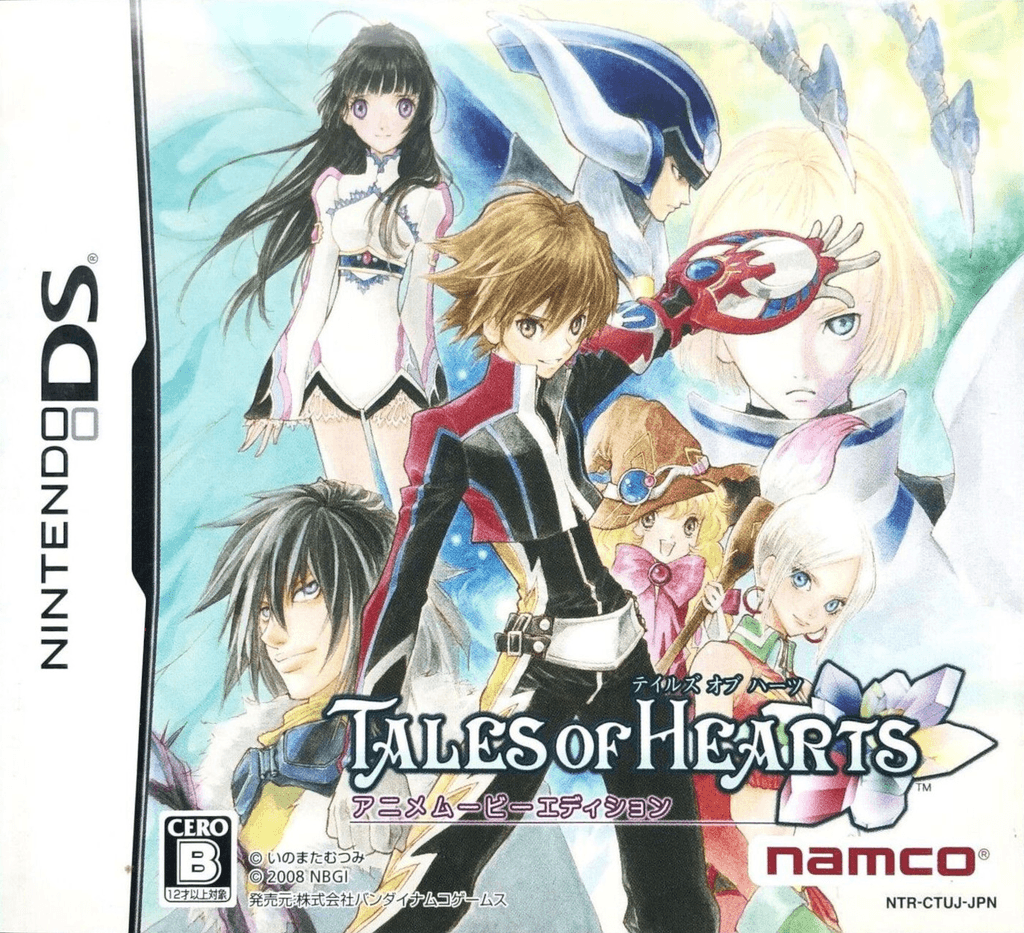 NINTENDO DS®
テイルズ オブ ハーツ
TALES OF HEARTS
TM
アニメムービーエディション
CERO
B
12才以上対象
© いのまたむつみ
© 2008 NBGI
発売元:株式会社バンダイナムコゲームス
namco®
NTR-CTUJ-JPN